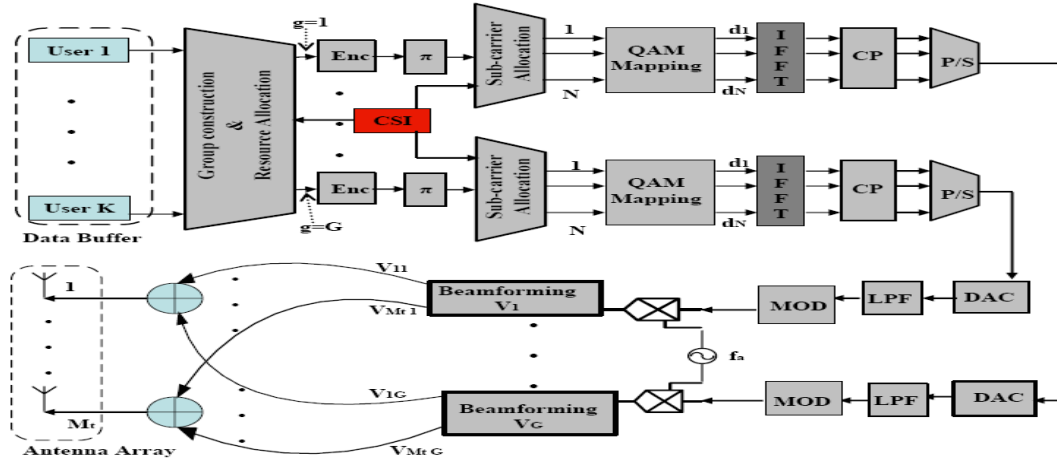 g=1
User 1
User K
Data Buffer
Group construction
&
Resource Allocation
Enc
π
CSI
Enc
π
g=G
Sub-carrier
Allocation
1
N
QAM
Mapping
d1
dN
I
F
F
T
CP
P/S
Sub-carrier
Allocation
1
N
QAM
Mapping
d1
dN
I
F
F
T
CP
P/S
1
Mt
Antenna Array
V11
VMt 1
V1G
VMt G
Beamforming
V1
Beamforming
VG
fa
MOD
LPF
DAC
MOD
LPF
DAC